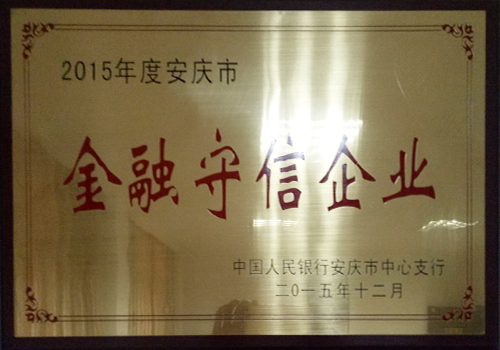 2015年度安庆市
金融守信企业
中国人民银行安庆市中心支行
二0一五年十二月